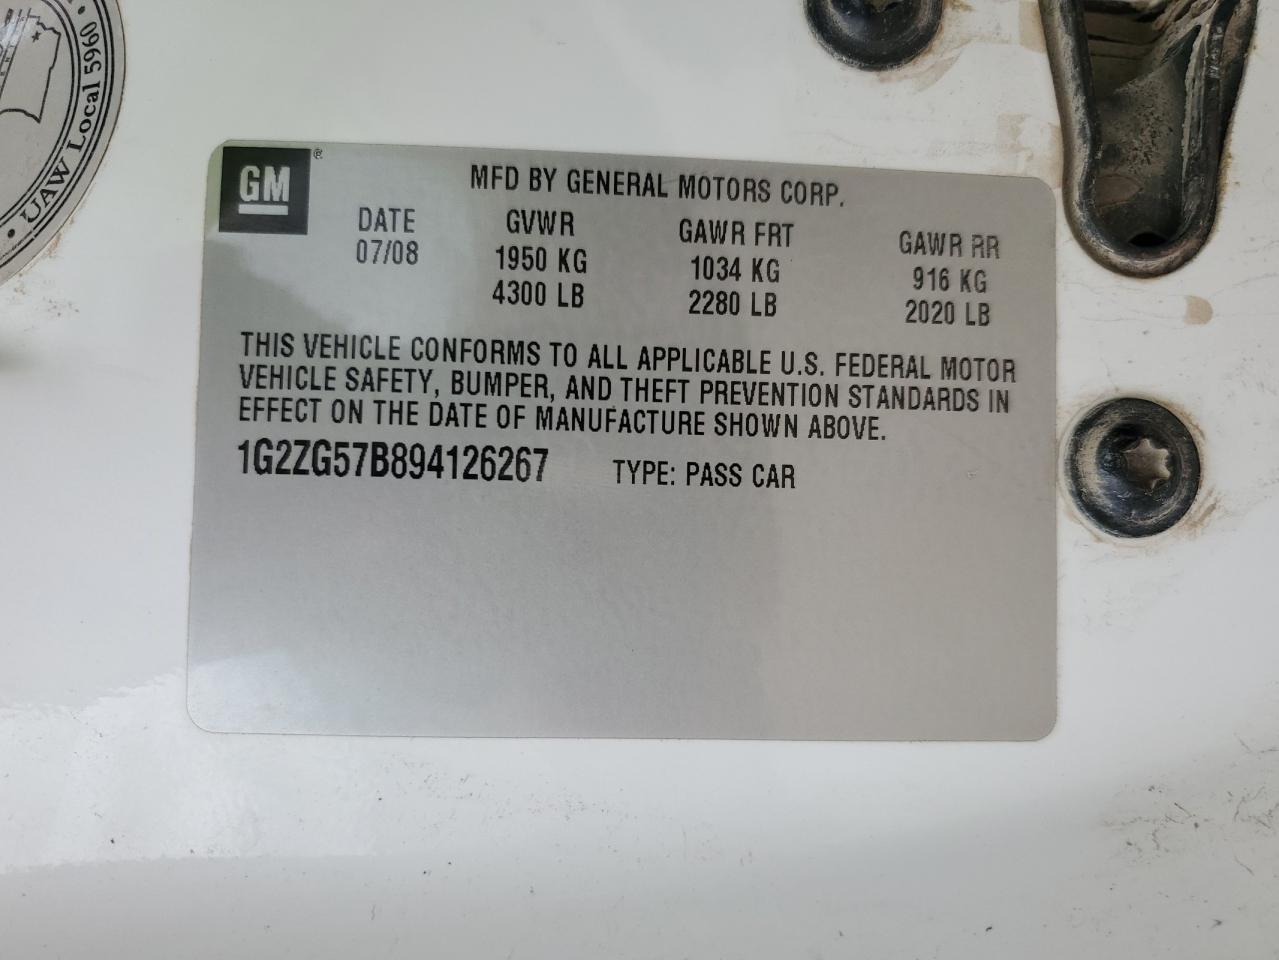 UAW Local 5960
GM
®
MFD BY GENERAL MOTORS CORP.
DATE GVWR GAWR FRT GAWR RR
07/08 1950 KG 1034 KG 916 KG
4300 LB 2280 LB 2020 LB
THIS VEHICLE CONFORMS TO ALL APPLICABLE U.S. FEDERAL MOTOR
VEHICLE SAFETY, BUMPER, AND THEFT PREVENTION STANDARDS IN
EFFECT ON THE DATE OF MANUFACTURE SHOWN ABOVE.
1G2ZG57B894126267 TYPE: PASS CAR